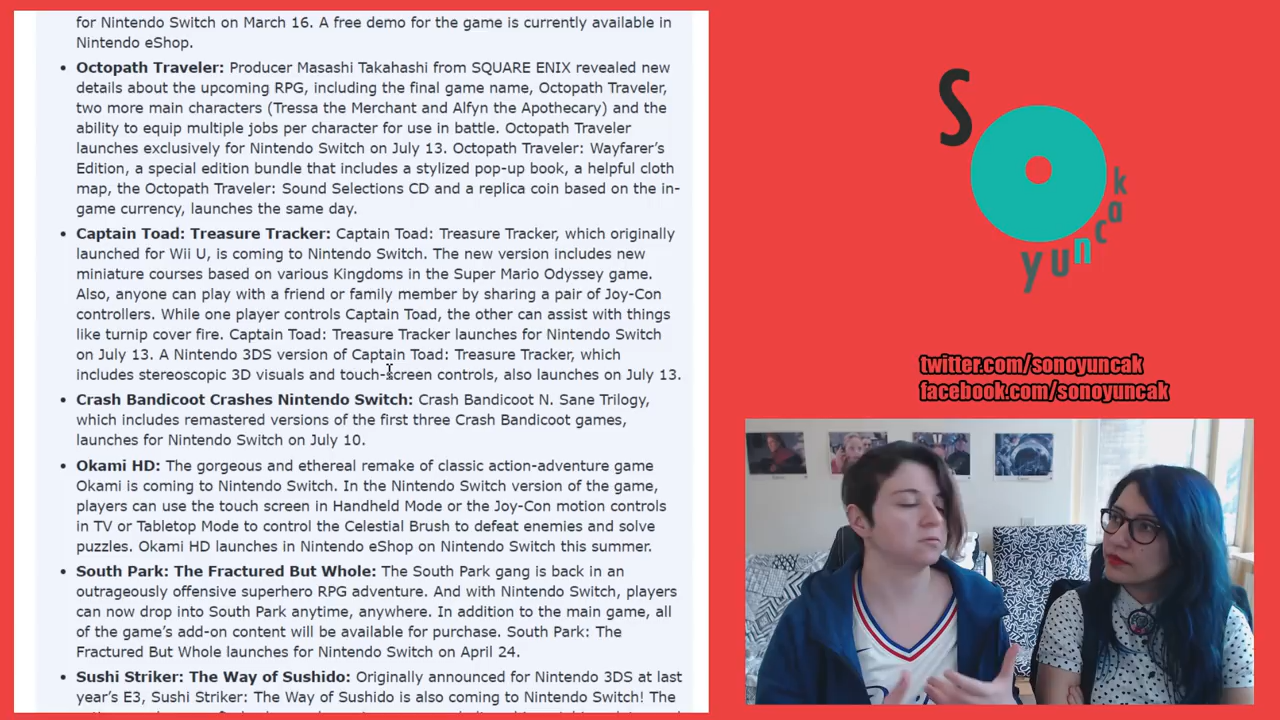 for Nintendo Switch on March 16. A free demo for the game is currently available in
Nintendo eShop.
Octopath Traveler: Producer Masashi Takahashi from SQUARE ENIX revealed new
details about the upcoming RPG, including the final game name, Octopath Traveler,
two more main characters (Tressa the Merchant and Alfyn the Apothecary) and the
ability to equip multiple jobs per character for use in battle. Octopath Traveler
launches exclusively for Nintendo Switch on July 13. Octopath Traveler: Wayfarer's
Edition, a special edition bundle that includes a stylized pop-up book, a helpful cloth
map, the Octopath Traveler: Sound Selections CD and a replica coin based on the in-
game currency, launches the same day.
Captain Toad: Treasure Tracker: Captain Toad: Treasure Tracker, which originally
launched for Wii U, is coming to Nintendo Switch. The new version includes new
miniature courses based on various Kingdoms in the Super Mario Odyssey game.
Also, anyone can play with a friend or family member by sharing a pair of Joy-Con
controllers. While one player controls Captain Toad, the other can assist with things
like turnip cover fire. Captain Toad: Treasure Tracker launches for Nintendo Switch
on July 13. A Nintendo 3DS version of Captain Toad: Treasure Tracker, which
includes stereoscopic 3D visuals and touch-screen controls, also launches on July 13.
Crash Bandicoot Crashes Nintendo Switch: Crash Bandicoot N. Sane Trilogy,
which includes remastered versions of the first three Crash Bandicoot games,
launches for Nintendo Switch on July 10.
Okami HD: The gorgeous and ethereal remake of classic action-adventure game
Okami is coming to Nintendo Switch. In the Nintendo Switch version of the game,
players can use the touch screen in Handheld Mode or the Joy-Con motion controls
in TV or Tabletop Mode to control the Celestial Brush to defeat enemies and solve
puzzles. Okami HD launches in Nintendo eShop on Nintendo Switch this summer.
South Park: The Fractured But Whole: The South Park gang is back in an
outrageously offensive superhero RPG adventure. And with Nintendo Switch, players
can now drop into South Park anytime, anywhere. In addition to the main game, all
of the game's add-on content will be available for purchase. South Park: The
Fractured But Whole launches for Nintendo Switch on April 24.
Sushi Striker: The Way of Sushido: Originally announced for Nintendo 3DS at last
year's E3, Sushi Striker: The Way of Sushido is also coming to Nintendo Switch! The
So yuncak
twitter.com/sonoyuncak
facebook.com/sonoyuncak